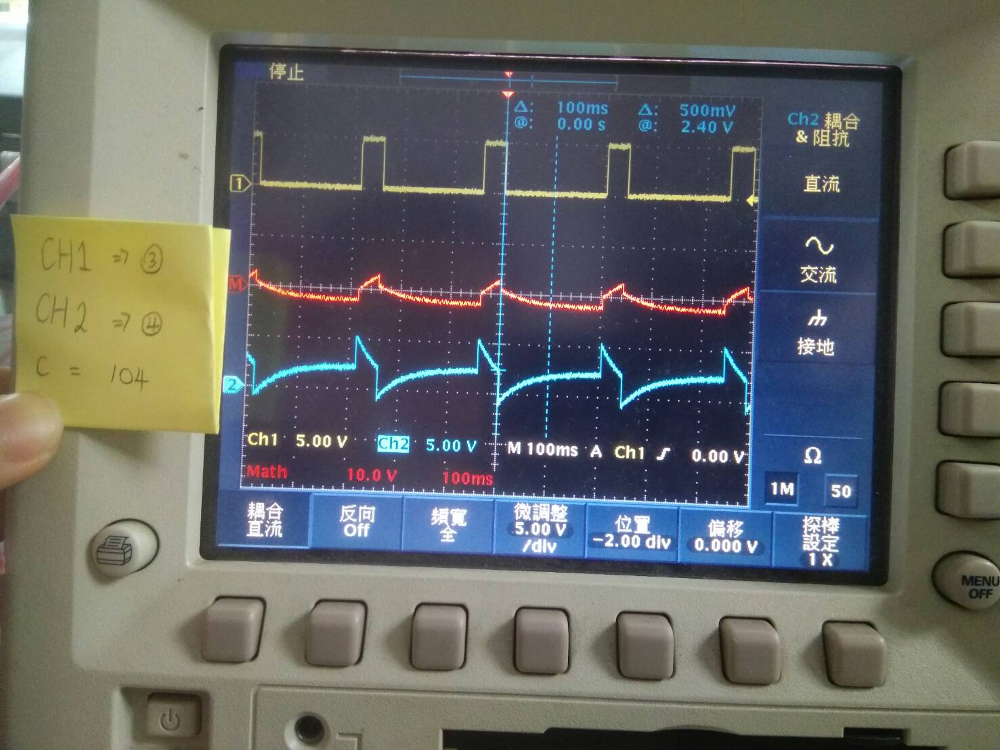 停止
Δ: 100ms Δ: 500mV
@: 0.00 s @: 2.40 V
Ch2 耦合
& 阻抗
直流
交流
接地
Ω
1M 50
1
M
2
CH1 ⇒ ③
CH2 ⇒ ④
C = 104
Ch1 5.00 V Ch2 5.00 V M 100ms A Ch1 0.00 V
Math 10.0 V 100ms
耦合
直流
反向
Off
頻寬
全
微調整
5.00 V
/div
位置
-2.00 div
偏移
0.000 V
探棒
設定
1 X
MENU
OFF